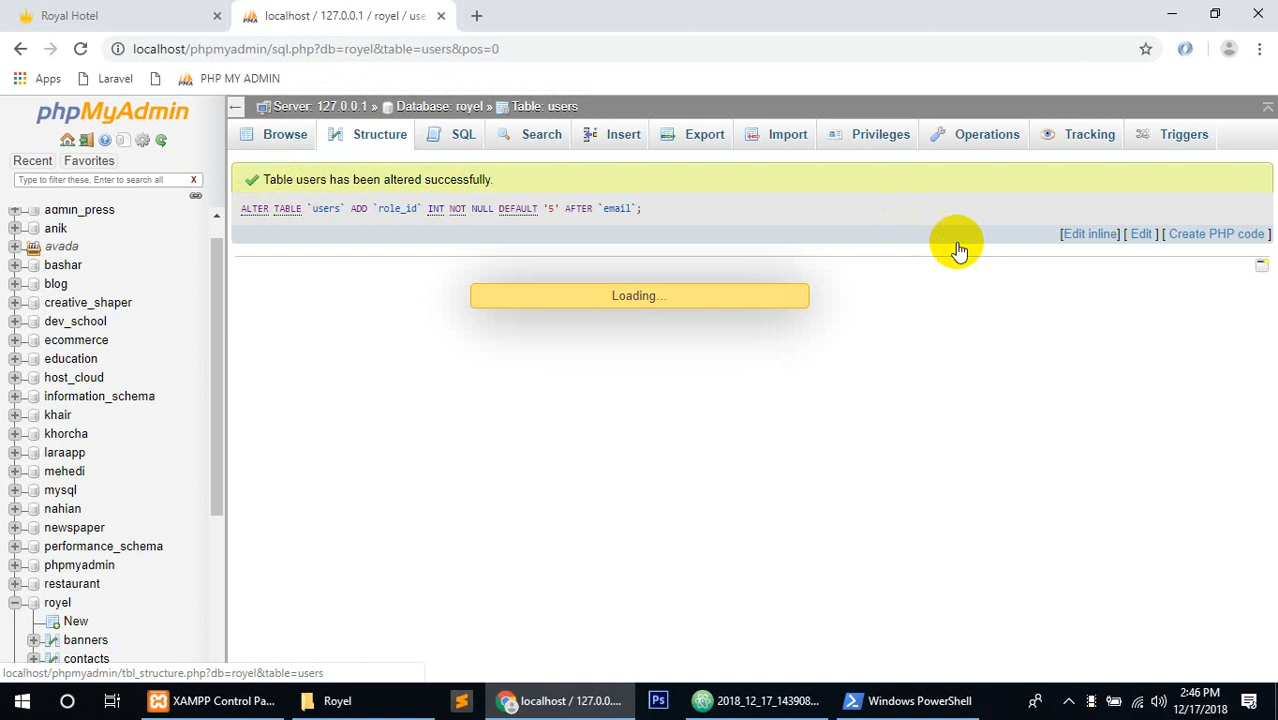 Royal Hotel
localhost / 127.0.0.1 / royel / use
localhost/phpmyadmin/sql.php?db=royel&table=users&pos=0
Apps
Laravel
PHP MY ADMIN
phpMyAdmin
Server: 127.0.0.1 » Database: royel » Table: users
Browse Structure SQL Search Insert Export Import Privileges Operations Tracking Triggers
Recent Favorites
Type to filter these, Enter to search all X
Table users has been altered successfully.
ALTER TABLE `users` ADD `role_id` INT NOT NULL DEFAULT '5' AFTER `email`;
[Edit inline] [ Edit ] [ Create PHP code ]
Loading...
admin_press
anik
avada
bashar
blog
creative_shaper
dev_school
ecommerce
education
host_cloud
information_schema
khair
khorcha
laraapp
mehedi
mysql
nahian
newspaper
performance_schema
phpmyadmin
restaurant
royel
New
banners
contacts
localhost/phpmyadmin/tbl_structure.php?db=royel&table=users
XAMPP Control Pa...
Royel
localhost / 127.0.0....
Ps
2018_12_17_143908...
Windows PowerShell
2:46 PM
12/17/2018